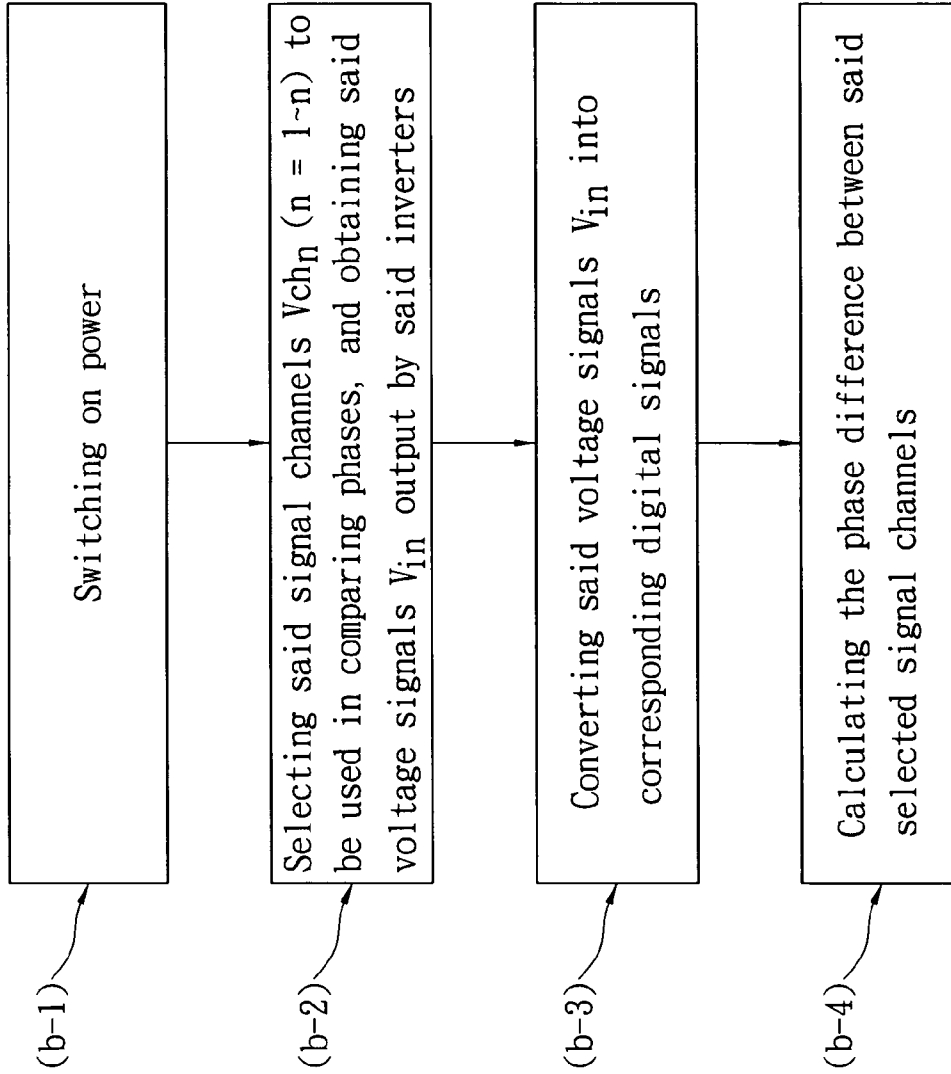 (b-1)
Switching on power
(b-2)
Selecting said signal channels Vchn (n = 1~n) to
be used in comparing phases, and obtaining said
voltage signals Vin output by said inverters
(b-3)
Converting said voltage signals Vin into
corresponding digital signals
(b-4)
Calculating the phase difference between said
selected signal channels